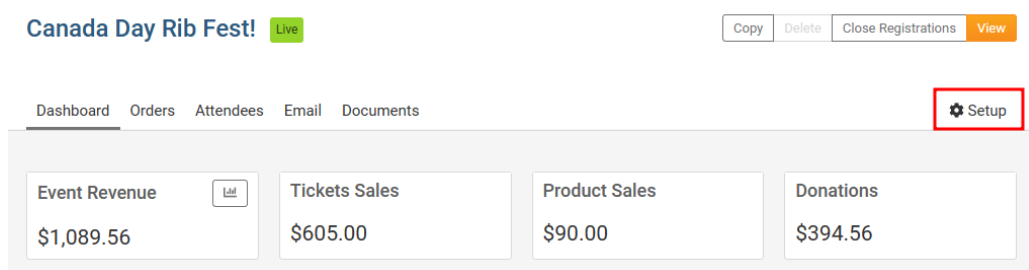 Canada Day Rib Fest! Live
Copy Delete Close Registrations View
Dashboard Orders Attendees Email Documents Setup
Event Revenue Tickets Sales Product Sales Donations
$1,089.56 $605.00 $90.00 $394.56